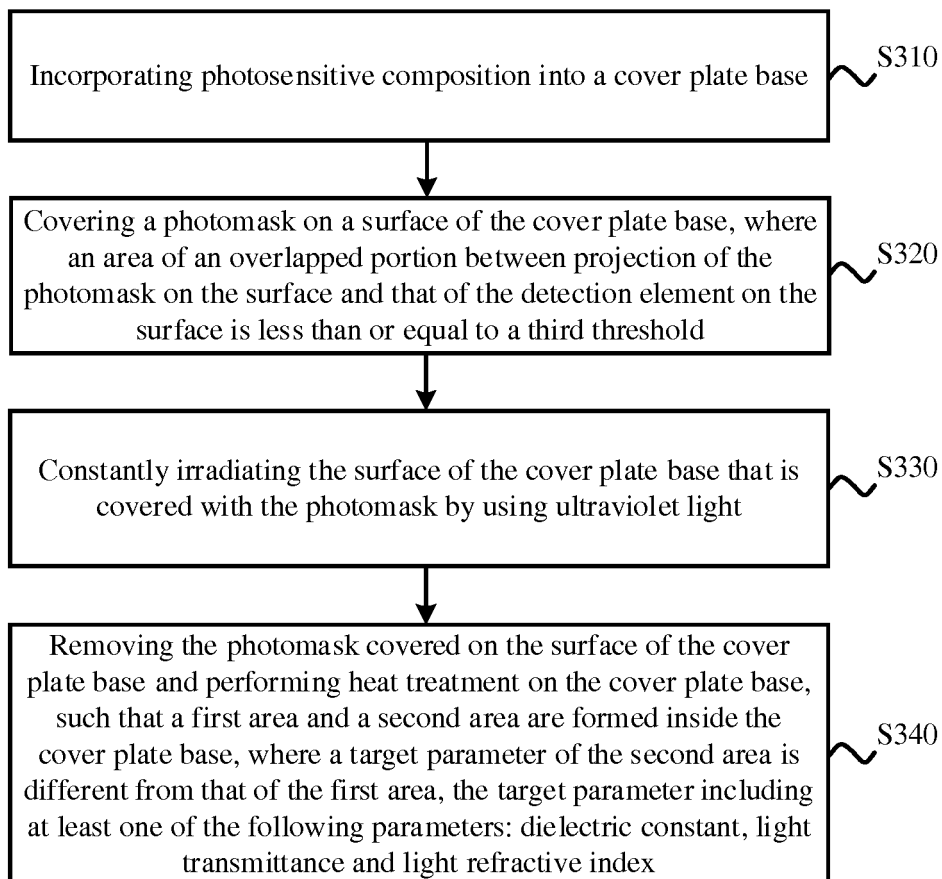 Incorporating photosensitive composition into a cover plate base
S310
Covering a photomask on a surface of the cover plate base, where
an area of an overlapped portion between projection of the
photomask on the surface and that of the detection element on the
surface is less than or equal to a third threshold
S320
Constantly irradiating the surface of the cover plate base that is
covered with the photomask by using ultraviolet light
S330
Removing the photomask covered on the surface of the cover
plate base and performing heat treatment on the cover plate base,
such that a first area and a second area are formed inside the
cover plate base, where a target parameter of the second area is
different from that of the first area, the target parameter including
at least one of the following parameters: dielectric constant, light
transmittance and light refractive index
S340